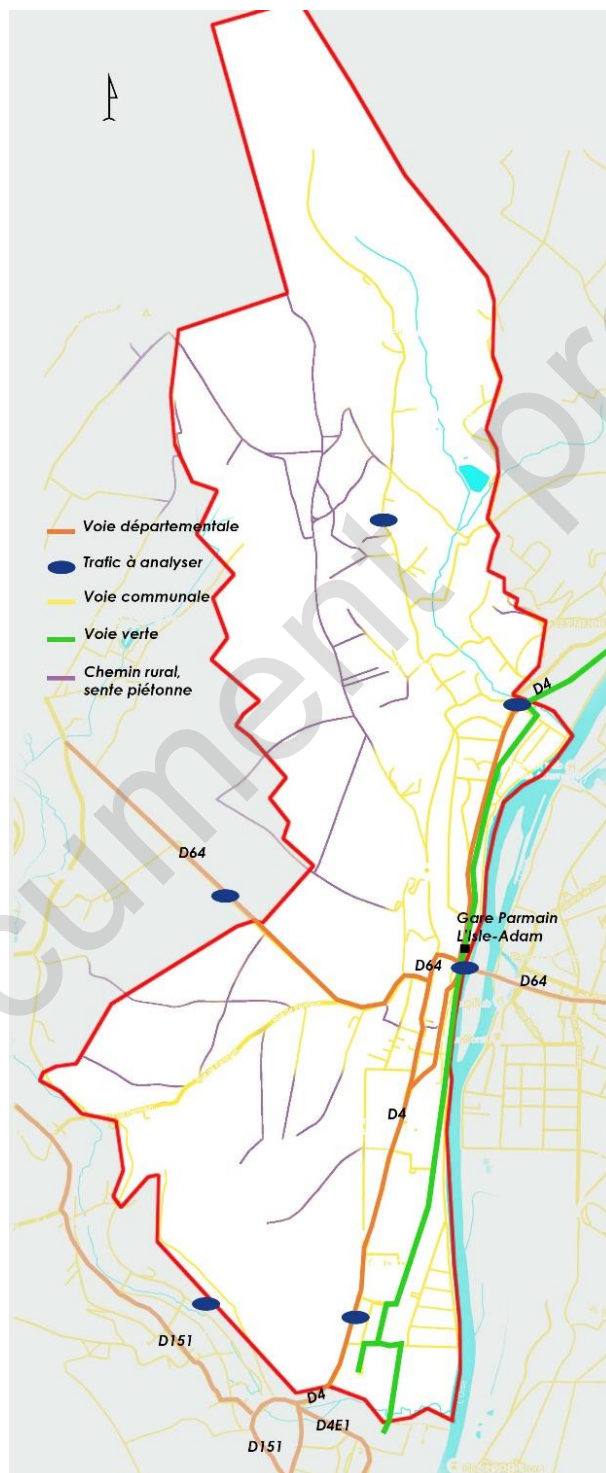 Voie départementale
Trafic à analyser
Voie communale
Voie verte
Chemin rural,
sente piétonne
D4
D64
Gare Parmain
L'Isle-Adam
D64
D64
D4
D151
D4
D4E1
D151